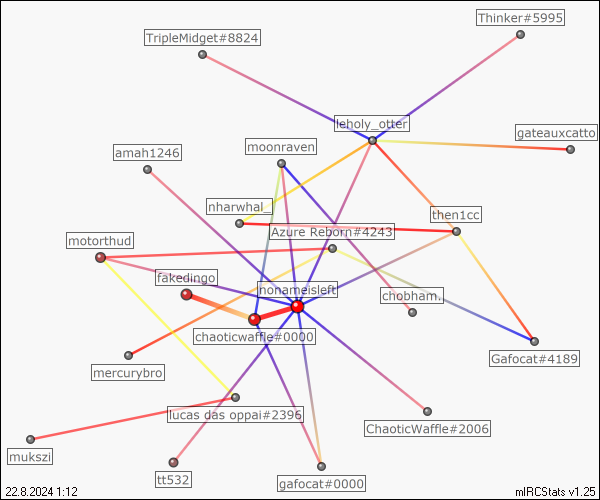 Thinker#5995
TripleMidget#8824
leholy_otter
gateauxcatto
moonraven
amah1246
nharwhal_
then1cc
Azure Reborn#4243
motorthud
fakedingo
nonameisleft
chobham.
chaoticwaffle#0000
Gafocat#4189
mercurybro
lucas das oppai#2396
ChaoticWaffle#2006
mukszi
tt532
gafocat#0000
22.8.2024 1:12
mIRCStats v1.25